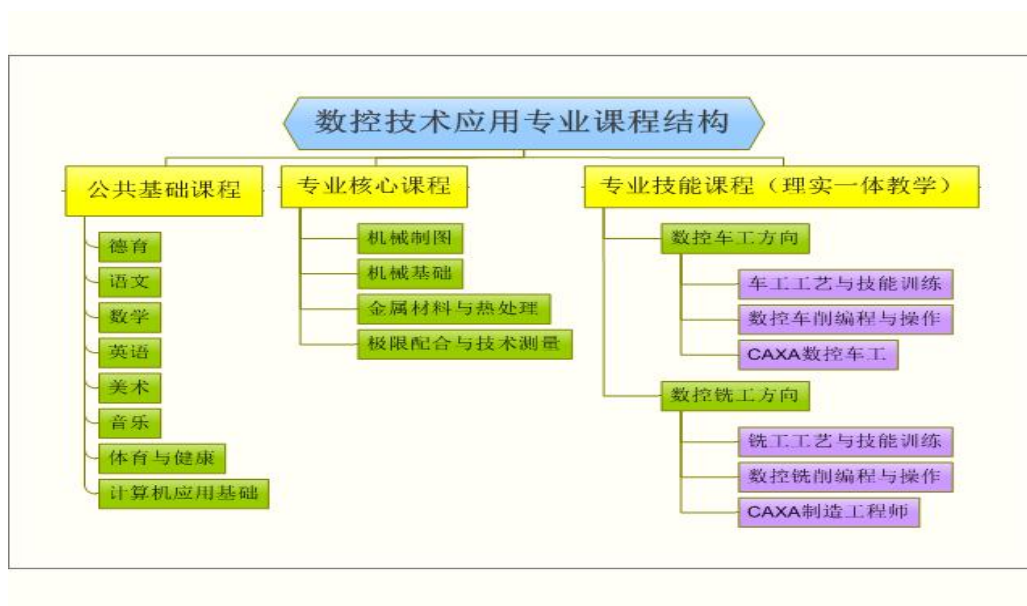 数控技术应用专业课程结构
公共基础课程
德育
语文
数学
英语
美术
音乐
体育与健康
计算机应用基础
专业核心课程
机械制图
机械基础
金属材料与热处理
极限配合与技术测量
专业技能课程（理实一体教学）
数控车工方向
车工工艺与技能训练
数控车削编程与操作
CAXA数控车工
数控铣工方向
铣工工艺与技能训练
数控铣削编程与操作
CAXA制造工程师